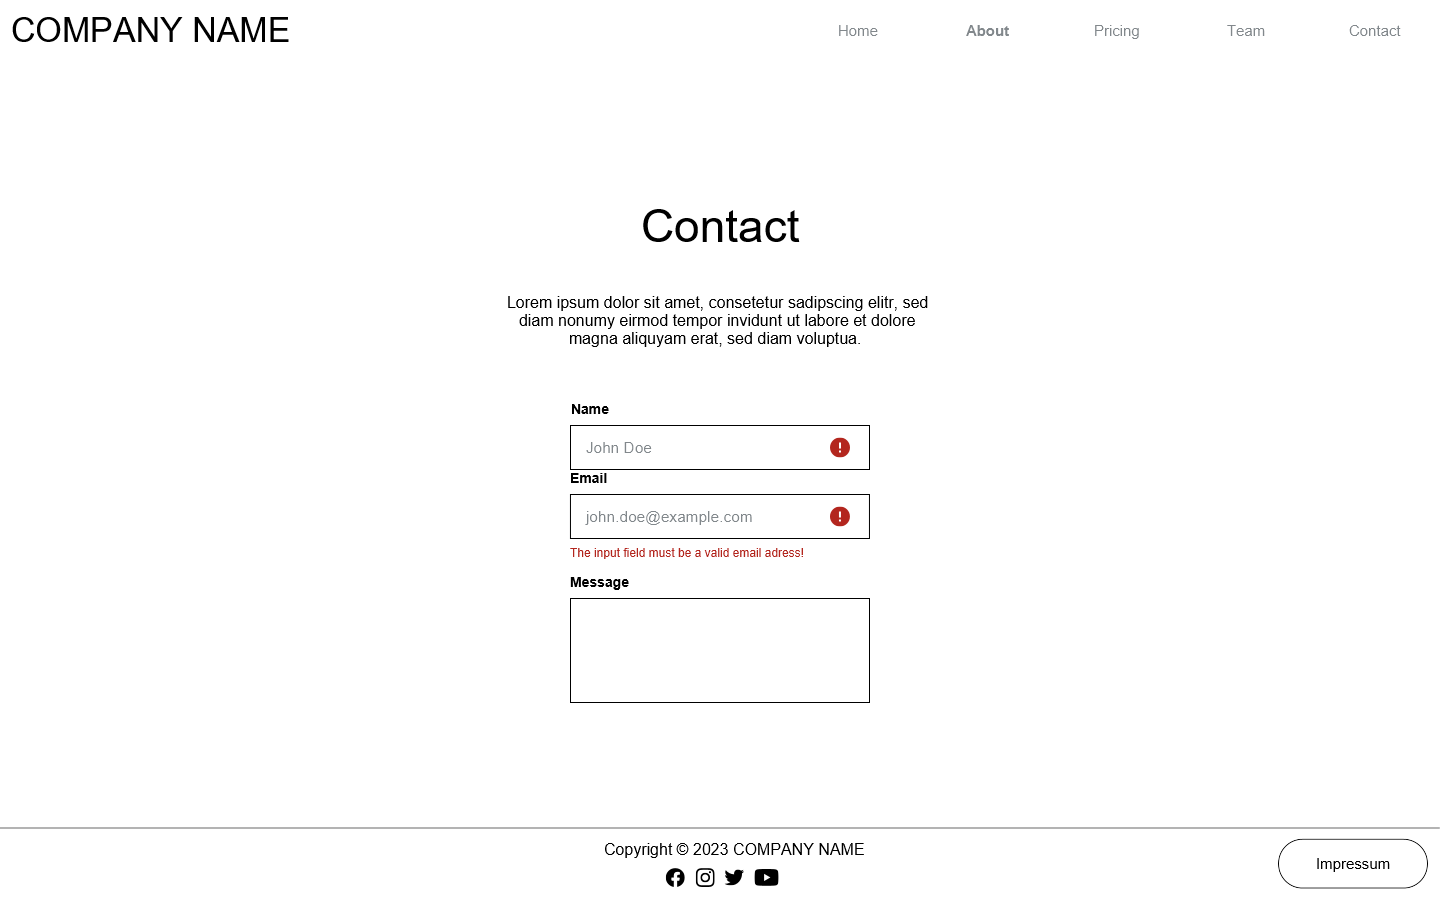 COMPANY NAME
Home About Pricing Team Contact
Contact
Lorem ipsum dolor sit amet, consetetur sadipscing elitr, sed
diam nonumy eirmod tempor invidunt ut labore et dolore
magna aliquyam erat, sed diam voluptua.
Name
John Doe
Email
john.doe@example.com
The input field must be a valid email adress!
Message
Copyright © 2023 COMPANY NAME
Impressum